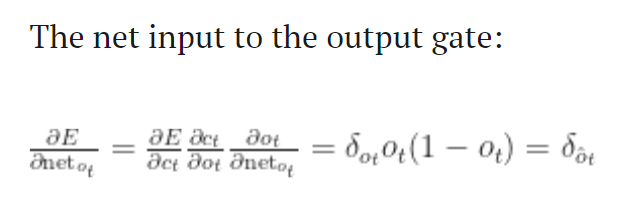 The net input to the output gate:
∂E/∂net_{o_t} = ∂E/∂c_t ∂c_t/∂o_t ∂o_t/∂net_{o_t} = δ_{o_t} o_t(1 − o_t) = δ_{ô_t}